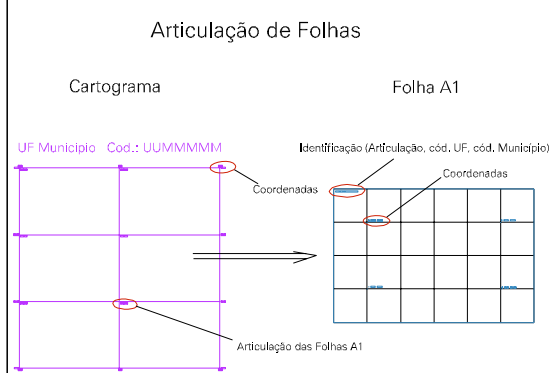 Articulação de Folhas
Cartograma
Folha A1
UF Municipio Cod.: UUMMMMM
Identificação (Articulação, cód. UF, cód. Município)
Coordenadas
Coordenadas
Articulação das Folhas A1